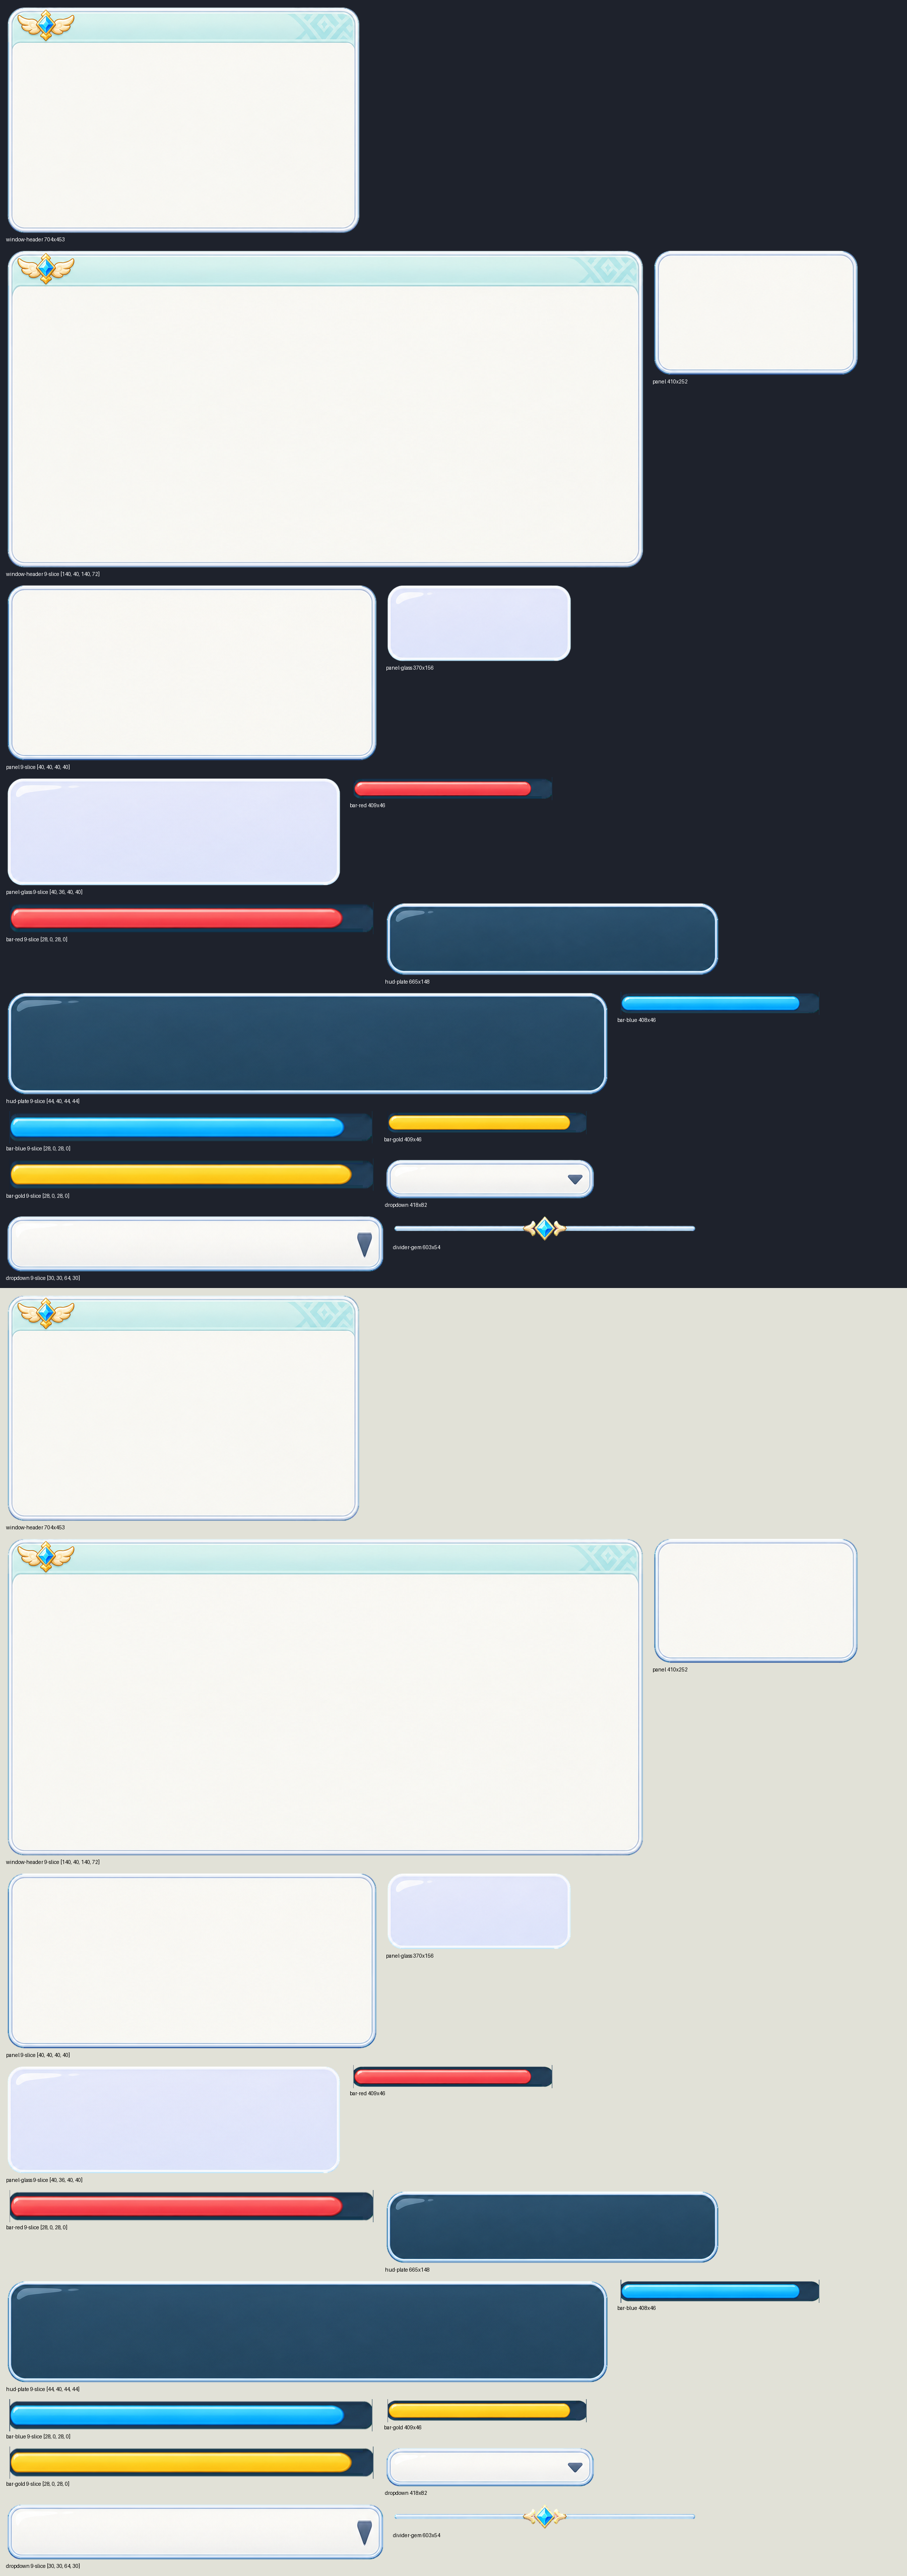 window-header 704x453
window-header 9-slice [140, 40, 140, 72]
panel 410x252
panel 9-slice [40, 40, 40, 40]
panel-glass 370x156
panel-glass 9-slice [40, 36, 40, 40]
bar-red 409x46
bar-red 9-slice [28, 0, 28, 0]
hud-plate 665x148
hud-plate 9-slice [44, 40, 44, 44]
bar-blue 408x46
bar-blue 9-slice [28, 0, 28, 0]
bar-gold 409x46
bar-gold 9-slice [28, 0, 28, 0]
dropdown 418x82
dropdown 9-slice [30, 30, 64, 30]
divider-gem 603x54
window-header 704x453
window-header 9-slice [140, 40, 140, 72]
panel 410x252
panel 9-slice [40, 40, 40, 40]
panel-glass 370x156
panel-glass 9-slice [40, 36, 40, 40]
bar-red 409x46
bar-red 9-slice [28, 0, 28, 0]
hud-plate 665x148
hud-plate 9-slice [44, 40, 44, 44]
bar-blue 408x46
bar-blue 9-slice [28, 0, 28, 0]
bar-gold 409x46
bar-gold 9-slice [28, 0, 28, 0]
dropdown 418x82
dropdown 9-slice [30, 30, 64, 30]
divider-gem 603x54